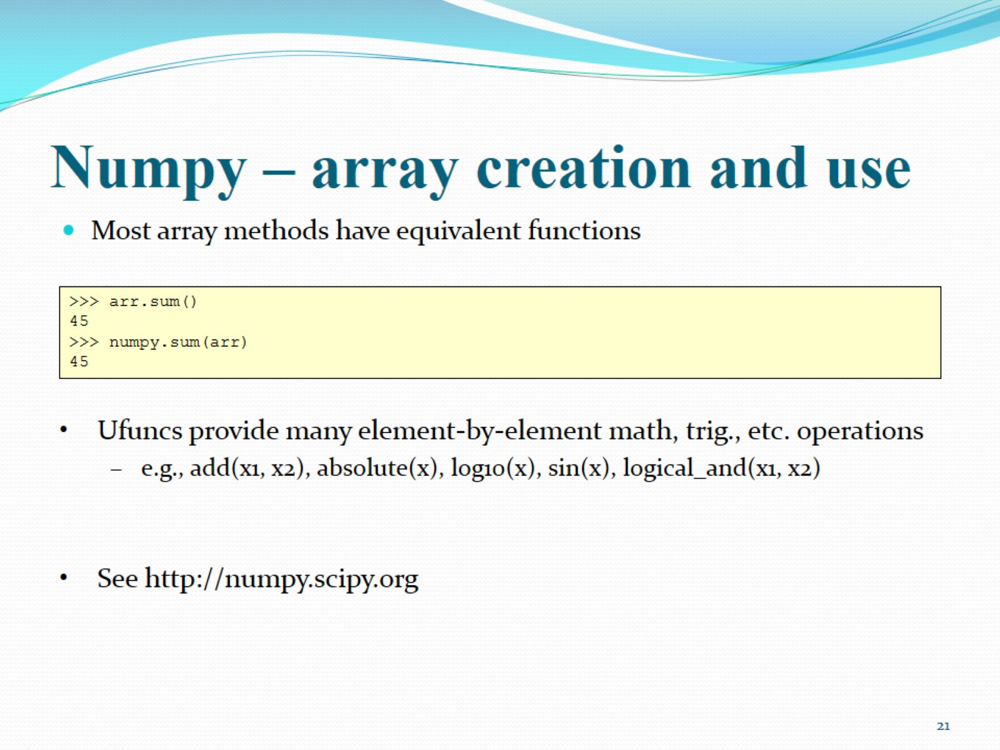 Numpy – array creation and use
• Most array methods have equivalent functions
>>> arr.sum()
45
>>> numpy.sum(arr)
45
• Ufuncs provide many element-by-element math, trig., etc. operations
– e.g., add(x1, x2), absolute(x), log10(x), sin(x), logical_and(x1, x2)
• See http://numpy.scipy.org
21